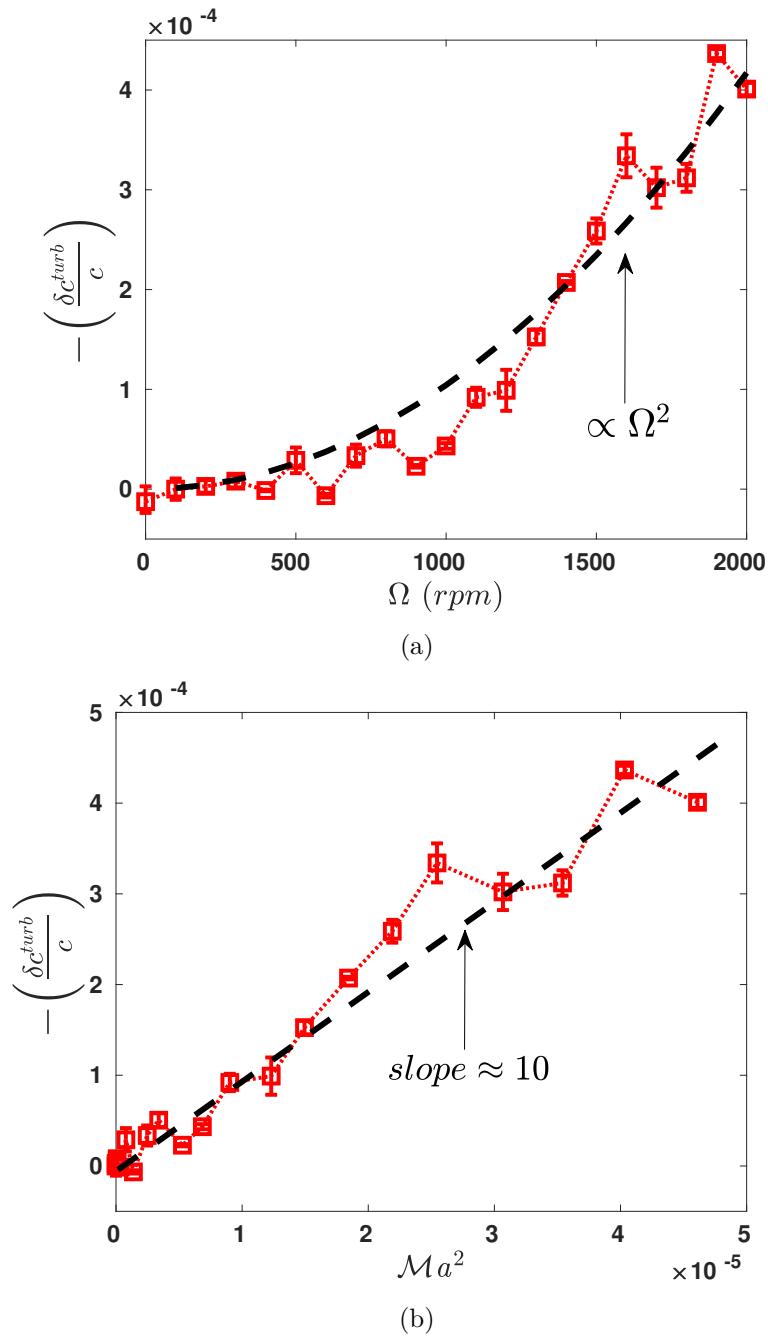 ×10 -4
4
3
2
1
0
−(δc^{turb}/c)
∝ Ω²
0 500 1000 1500 2000
Ω (rpm)
(a)
×10 -4
5
4
3
2
1
0
−(δc^{turb}/c)
slope ≈ 10
0 1 2 3 4 5
ℳa²
×10 -5
(b)